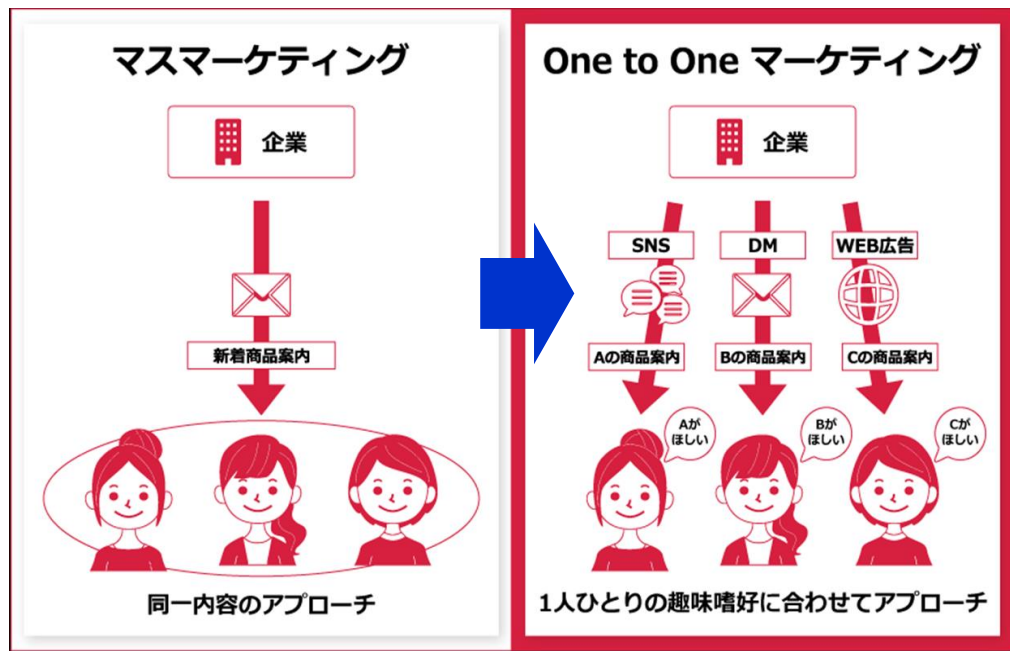 マスマーケティング
企業
新着商品案内
同一内容のアプローチ
One to One マーケティング
企業
SNS
DM
WEB広告
Aの商品案内
Bの商品案内
Cの商品案内
Aが
ほしい
Bが
ほしい
Cが
ほしい
1人ひとりの趣味嗜好に合わせてアプローチ